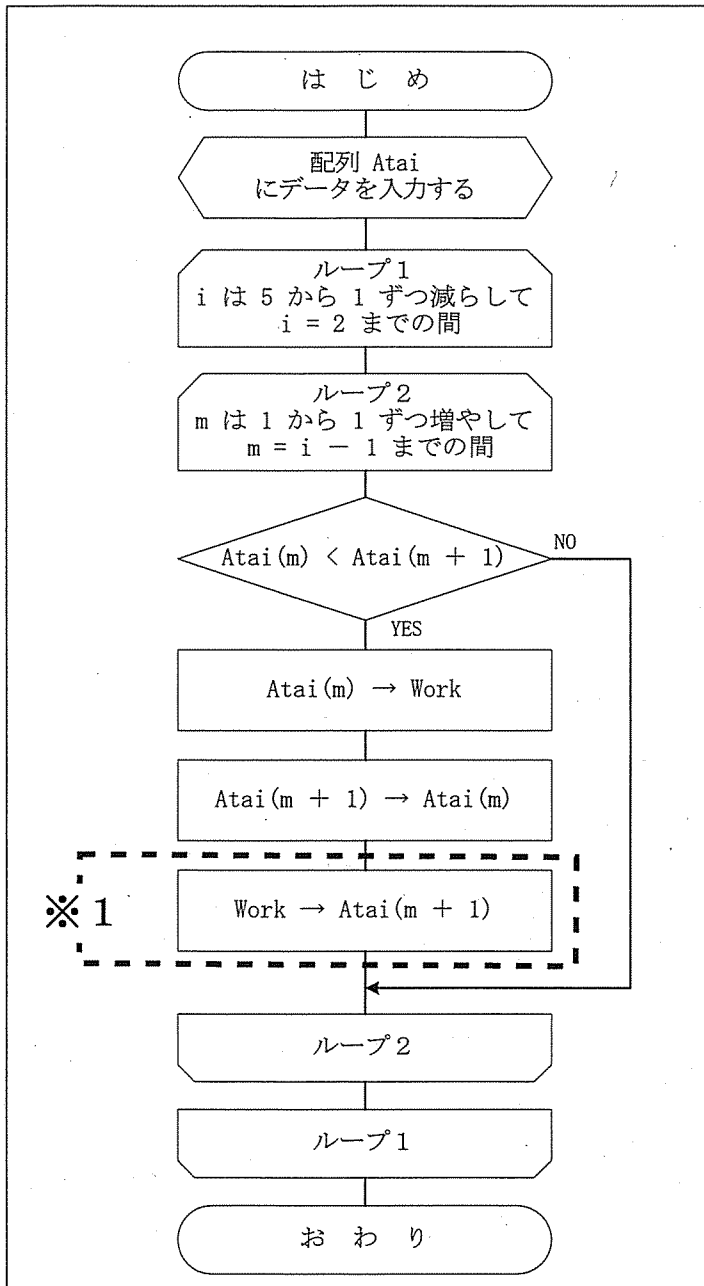 は じ め
配列 Atai
にデータを入力する
ループ1
i は 5 から 1 ずつ減らして
i = 2 までの間
ループ2
m は 1 から 1 ずつ増やして
m = i － 1 までの間
Atai(m) < Atai(m + 1)
NO
YES
Atai(m) → Work
Atai(m + 1) → Atai(m)
※1
Work → Atai(m + 1)
ループ2
ループ1
お わ り